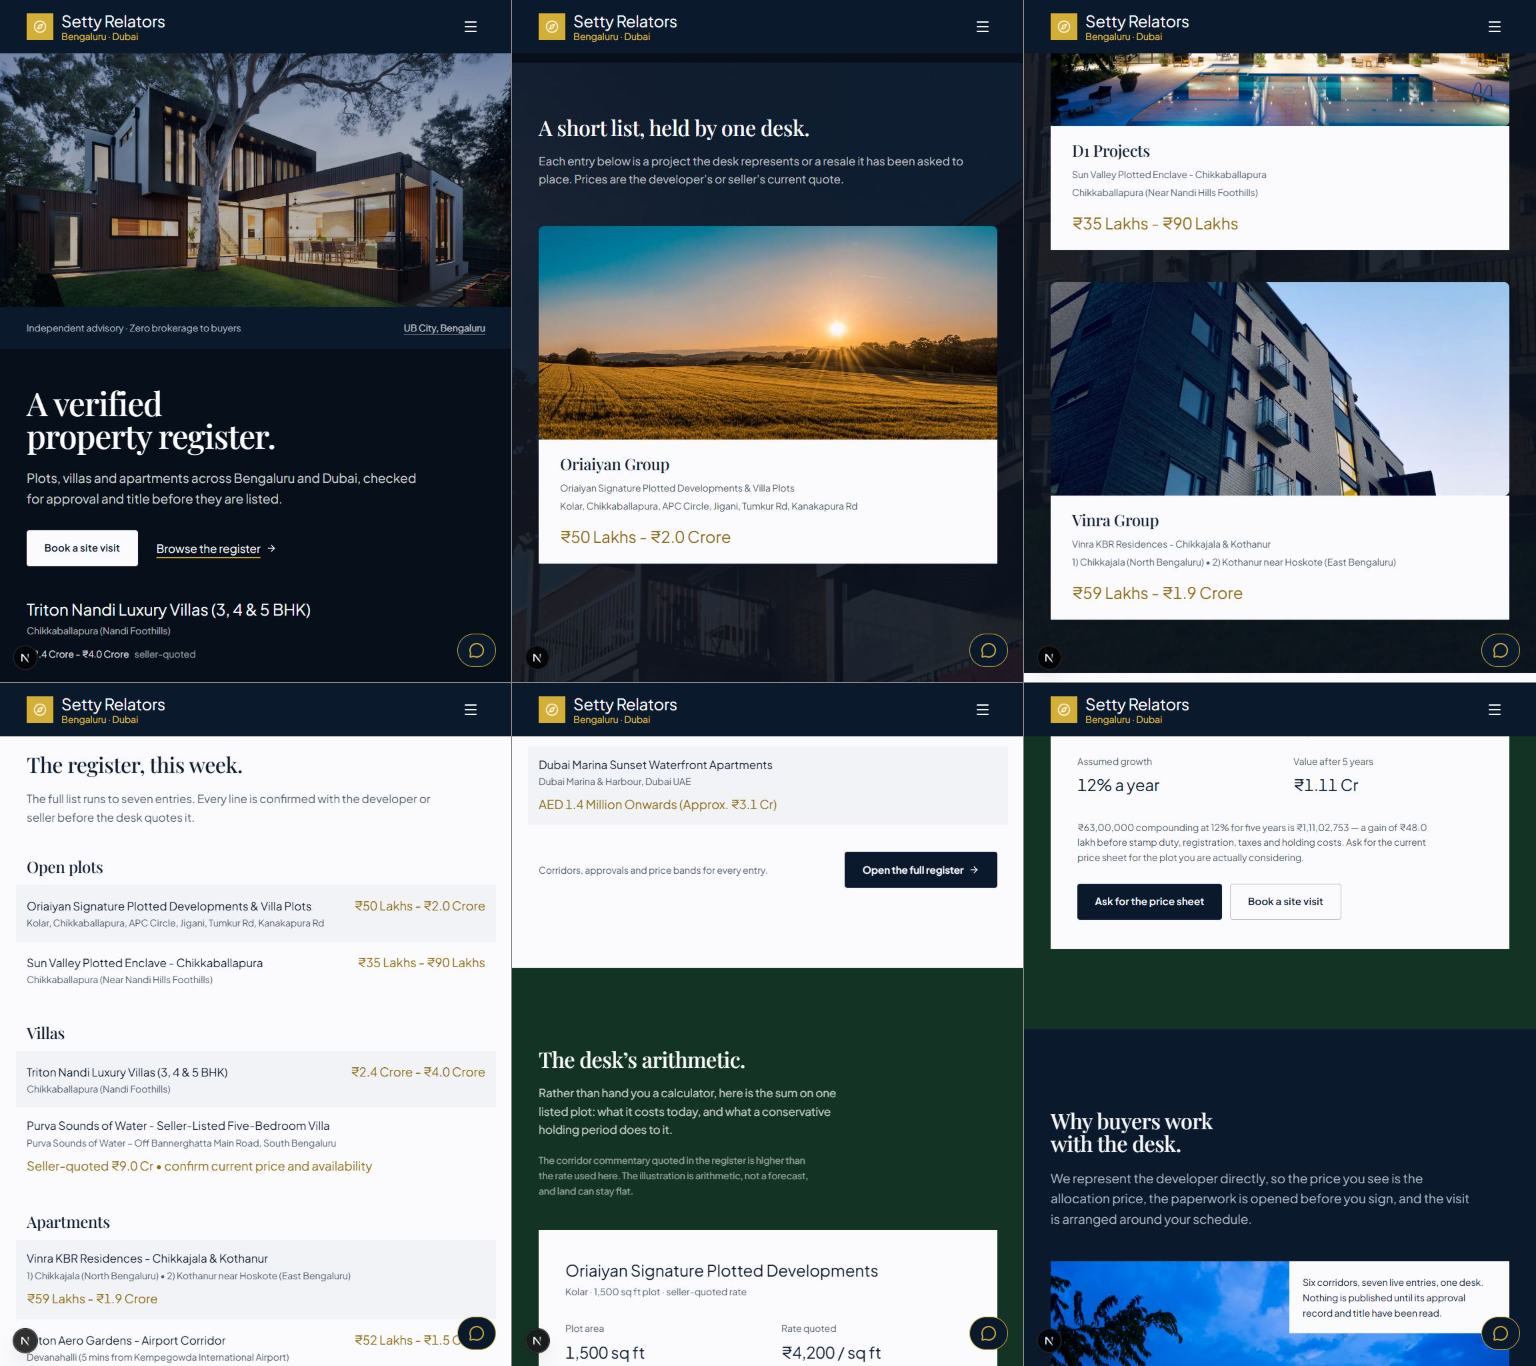 Setty Relators
Bengaluru · Dubai
Independent advisory · Zero brokerage to buyers
UB City, Bengaluru
A verified
property register.
Plots, villas and apartments across Bengaluru and Dubai, checked
for approval and title before they are listed.
Book a site visit
Browse the register →
Triton Nandi Luxury Villas (3, 4 & 5 BHK)
Chikkaballapura (Nandi Foothills)
.4 Crore - ₹4.0 Crore seller-quoted
N
Setty Relators
Bengaluru · Dubai
A short list, held by one desk.
Each entry below is a project the desk represents or a resale it has been asked to
place. Prices are the developer's or seller's current quote.
Oriaiyan Group
Oriaiyan Signature Plotted Developments & Villa Plots
Kolar, Chikkaballapura, APC Circle, Jigani, Tumkur Rd, Kanakapura Rd
₹50 Lakhs - ₹2.0 Crore
N
Setty Relators
Bengaluru · Dubai
D1 Projects
Sun Valley Plotted Enclave - Chikkaballapura
Chikkaballapura (Near Nandi Hills Foothills)
₹35 Lakhs - ₹90 Lakhs
Vinra Group
Vinra KBR Residences - Chikkajala & Kothanur
1) Chikkajala (North Bengaluru) • 2) Kothanur near Hoskote (East Bengaluru)
₹59 Lakhs - ₹1.9 Crore
N
Setty Relators
Bengaluru · Dubai
The register, this week.
The full list runs to seven entries. Every line is confirmed with the developer or
seller before the desk quotes it.
Open plots
Oriaiyan Signature Plotted Developments & Villa Plots
₹50 Lakhs - ₹2.0 Crore
Kolar, Chikkaballapura, APC Circle, Jigani, Tumkur Rd, Kanakapura Rd
Sun Valley Plotted Enclave - Chikkaballapura
₹35 Lakhs - ₹90 Lakhs
Chikkaballapura (Near Nandi Hills Foothills)
Villas
Triton Nandi Luxury Villas (3, 4 & 5 BHK)
₹2.4 Crore - ₹4.0 Crore
Chikkaballapura (Nandi Foothills)
Purva Sounds of Water - Seller-Listed Five-Bedroom Villa
Purva Sounds of Water – Off Bannerghatta Main Road, South Bengaluru
Seller-quoted ₹9.0 Cr • confirm current price and availability
Apartments
Vinra KBR Residences - Chikkajala & Kothanur
1) Chikkajala (North Bengaluru) • 2) Kothanur near Hoskote (East Bengaluru)
₹59 Lakhs - ₹1.9 Crore
ton Aero Gardens - Airport Corridor
₹52 Lakhs - ₹1.5 C
Devanahalli (5 mins from Kempegowda International Airport)
N
Setty Relators
Bengaluru · Dubai
Dubai Marina Sunset Waterfront Apartments
Dubai Marina & Harbour, Dubai UAE
AED 1.4 Million Onwards (Approx. ₹3.1 Cr)
Corridors, approvals and price bands for every entry.
Open the full register →
The desk's arithmetic.
Rather than hand you a calculator, here is the sum on one
listed plot: what it costs today, and what a conservative
holding period does to it.
The corridor commentary quoted in the register is higher than
the rate used here. The illustration is arithmetic, not a forecast,
and land can stay flat.
Oriaiyan Signature Plotted Developments
Kolar · 1,500 sq ft plot · seller-quoted rate
Plot area
Rate quoted
1,500 sq ft
₹4,200 / sq ft
N
Setty Relators
Bengaluru · Dubai
Assumed growth
Value after 5 years
12% a year
₹1.11 Cr
₹63,00,000 compounding at 12% for five years is ₹1,11,02,753 — a gain of ₹48.0
lakh before stamp duty, registration, taxes and holding costs. Ask for the current
price sheet for the plot you are actually considering.
Ask for the price sheet
Book a site visit
Why buyers work
with the desk.
We represent the developer directly, so the price you see is the
allocation price, the paperwork is opened before you sign, and the visit
is arranged around your schedule.
Six corridors, seven live entries, one desk.
Nothing is published until its approval
record and title have been read.
N